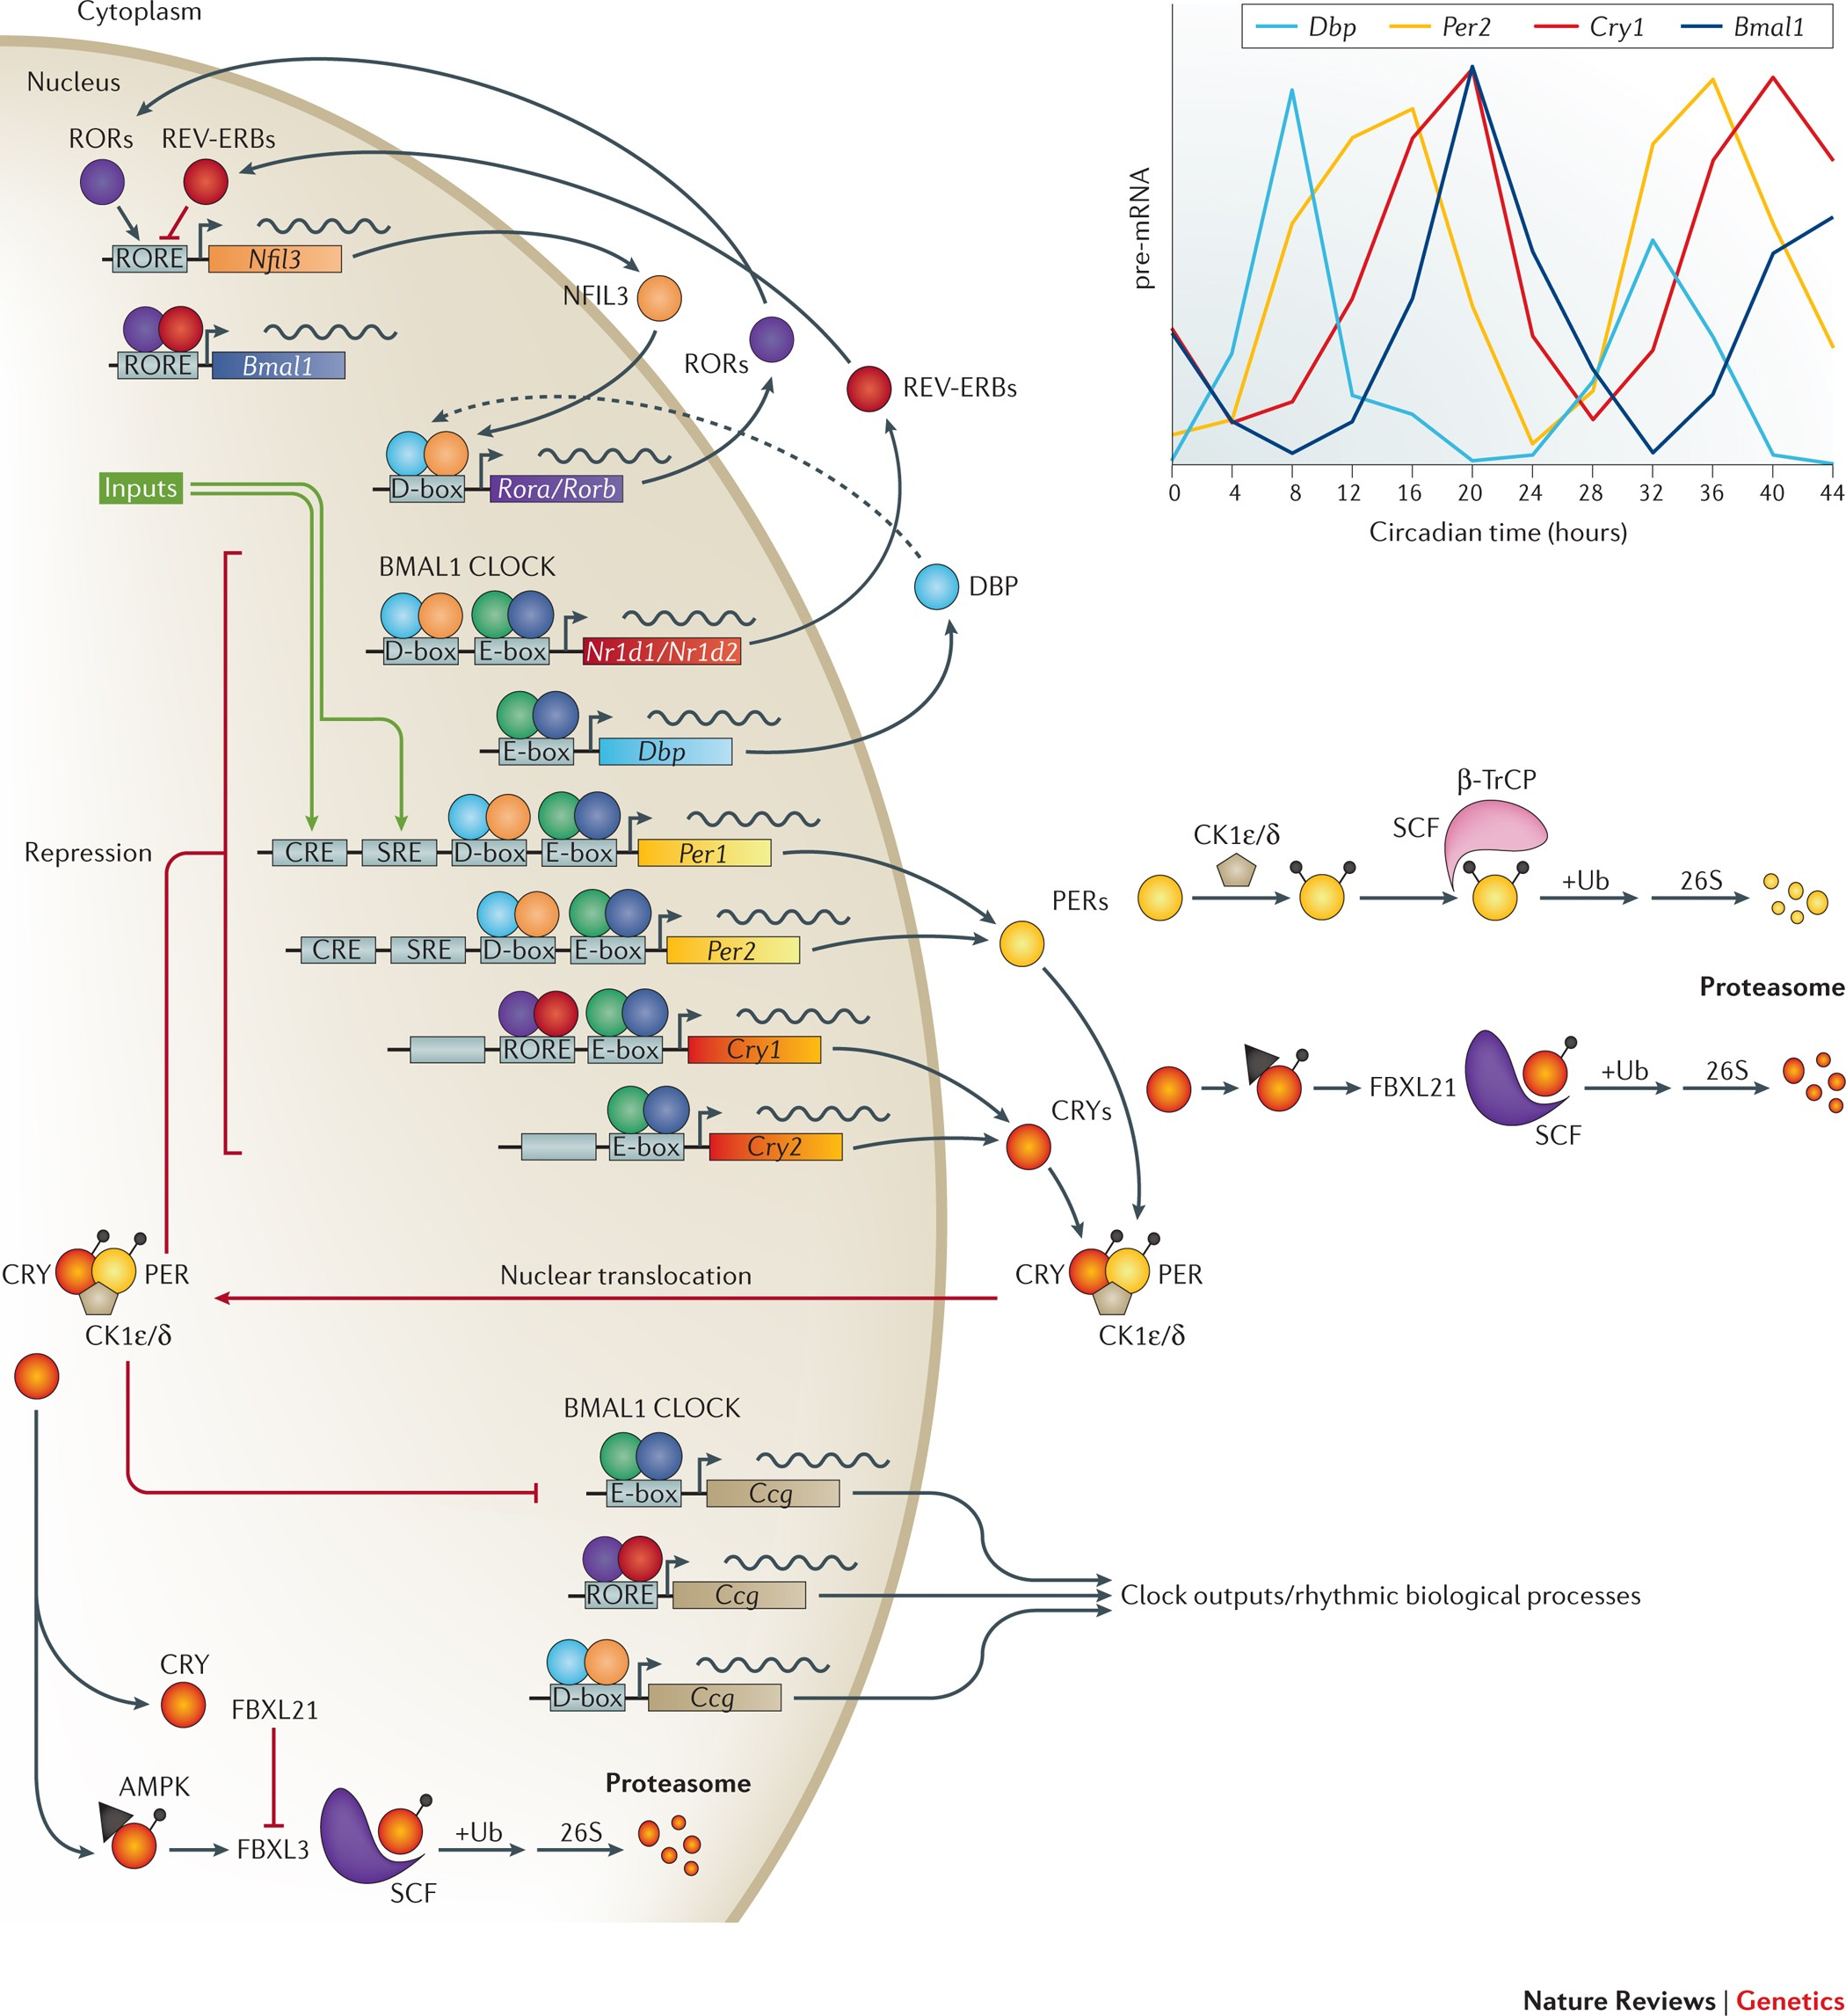 Cytoplasm
Nucleus
RORs REV-ERBs
RORE Nfil3
NFIL3
RORE Bmal1
RORs
REV-ERBs
D-box Rora/Rorb
Inputs
BMAL1 CLOCK
DBP
D-box E-box Nr1d1/Nr1d2
E-box Dbp
Repression
CRE SRE D-box E-box Per1
CRE SRE D-box E-box Per2
RORE E-box Cry1
E-box Cry2
PERs
CRYs
CRY PER
CK1ε/δ
Nuclear translocation
CRY PER
CK1ε/δ
BMAL1 CLOCK
E-box Ccg
RORE Ccg
D-box Ccg
Clock outputs/rhythmic biological processes
CRY
FBXL21
AMPK
FBXL3
SCF
+Ub
26S
Proteasome
Dbp Per2 Cry1 Bmal1
pre-mRNA
0 4 8 12 16 20 24 28 32 36 40 44
Circadian time (hours)
β-TrCP
SCF
CK1ε/δ
+Ub
26S
Proteasome
FBXL21
SCF
+Ub
26S
Nature Reviews | Genetics